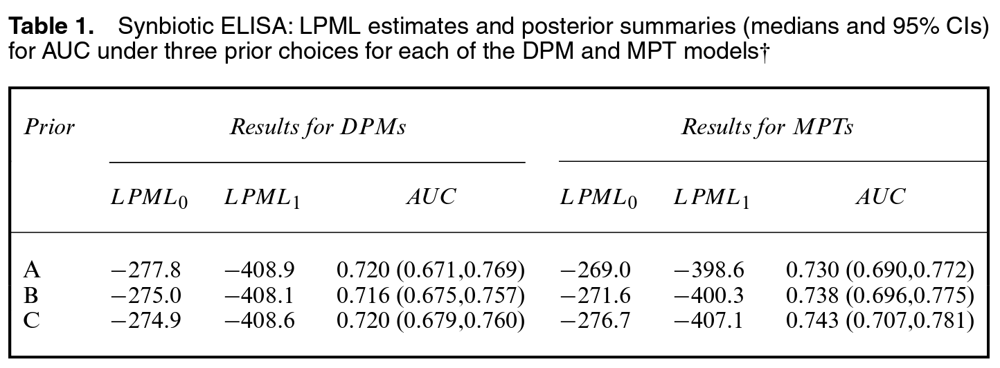 Table 1. Synbiotic ELISA: LPML estimates and posterior summaries (medians and 95% CIs)
for AUC under three prior choices for each of the DPM and MPT models†
Prior Results for DPMs Results for MPTs
LPML₀ LPML₁ AUC LPML₀ LPML₁ AUC
A −277.8 −408.9 0.720 (0.671,0.769) −269.0 −398.6 0.730 (0.690,0.772)
B −275.0 −408.1 0.716 (0.675,0.757) −271.6 −400.3 0.738 (0.696,0.775)
C −274.9 −408.6 0.720 (0.679,0.760) −276.7 −407.1 0.743 (0.707,0.781)